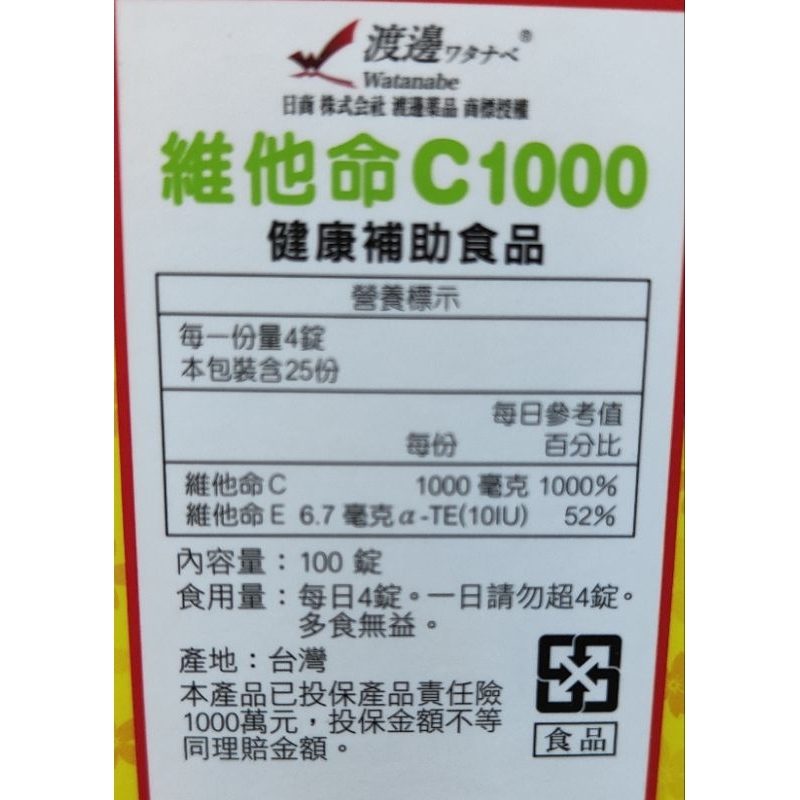 渡邊ワタナベ®
Watanabe
日商 株式会社 渡邊薬品 商標授權
維他命C1000
健康補助食品
營養標示
每一份量4錠
本包裝含25份
每日參考值
每份 百分比
維他命C 1000 毫克 1000%
維他命E 6.7 毫克α-TE(10IU) 52%
內容量：100 錠
食用量：每日4錠。一日請勿超4錠。
多食無益。
產地：台灣
本產品已投保產品責任險
1000萬元，投保金額不等
同理賠金額。
食品